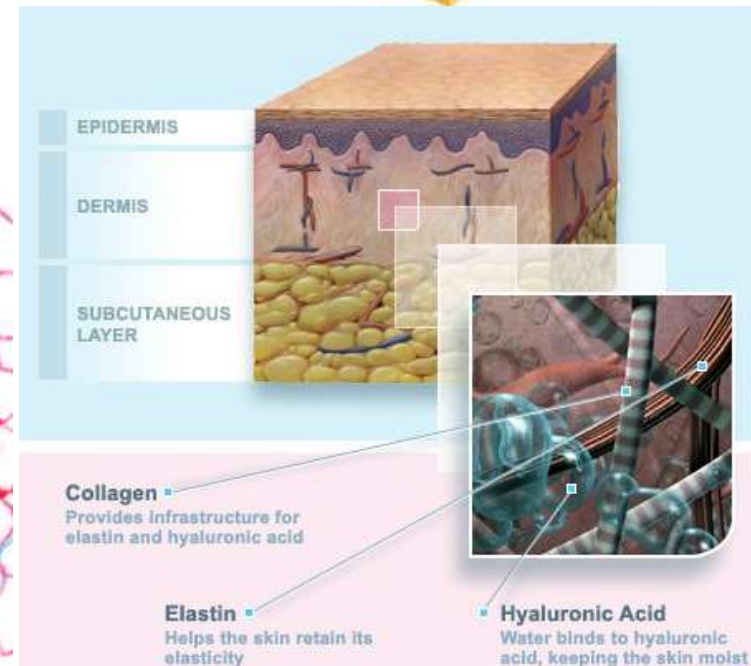 EPIDERMIS
DERMIS
SUBCUTANEOUS
LAYER
Collagen
Provides infrastructure for
elastin and hyaluronic acid
Elastin
Helps the skin retain its
elasticity
Hyaluronic Acid
Water binds to hyaluronic
acid, keeping the skin moist